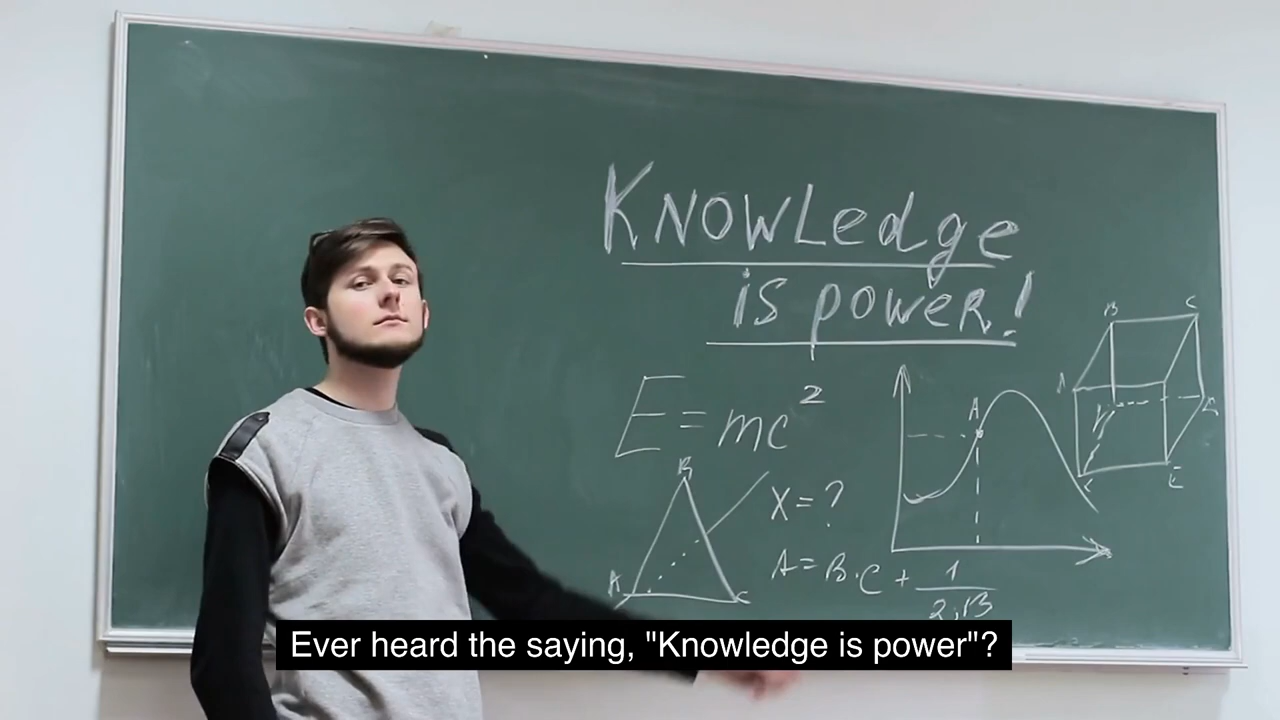 KNOWLedge
is power!
E = mc²
B
X = ?
A = B.C + 1/2,13
A
C
A
B
C
A
E
Ever heard the saying, "Knowledge is power"?